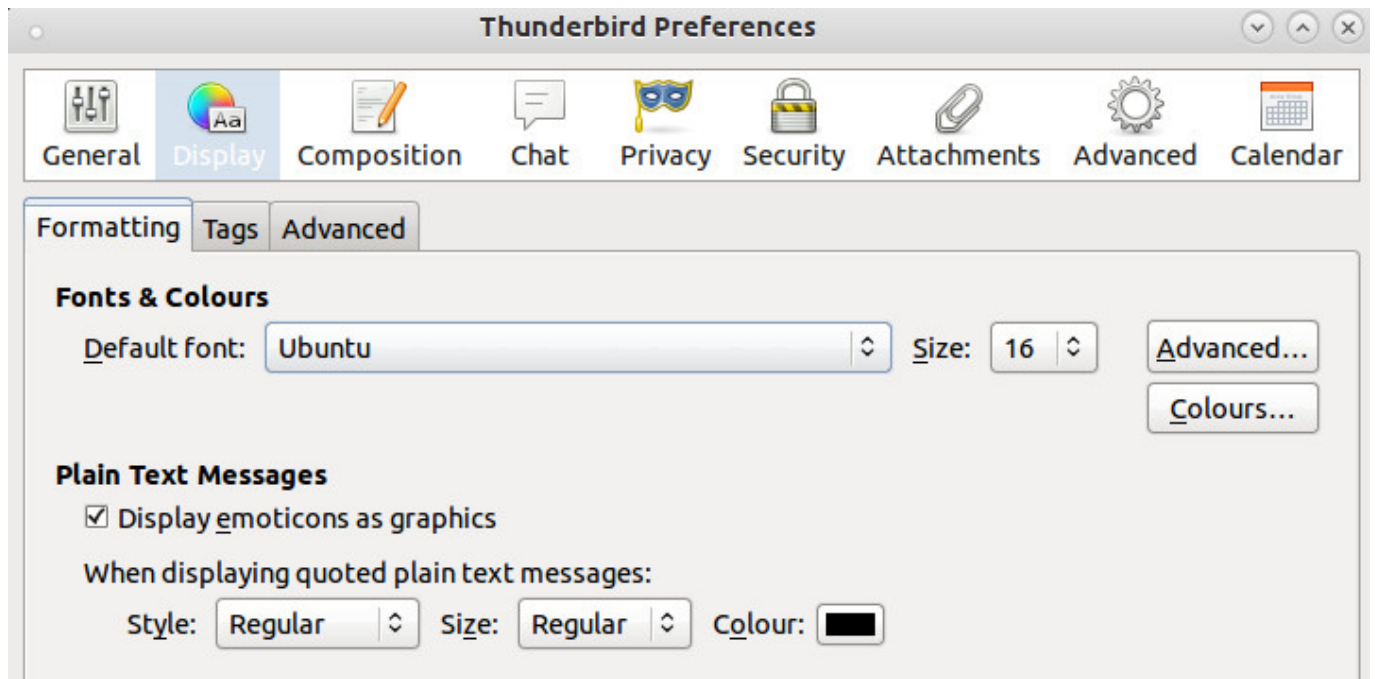 Thunderbird Preferences
Aa
General Display Composition Chat Privacy Security Attachments Advanced Calendar
Formatting Tags Advanced
Fonts & Colours
Default font: Ubuntu Size: 16 Advanced...
Colours...
Plain Text Messages
Display emoticons as graphics
When displaying quoted plain text messages:
Style: Regular Size: Regular Colour: